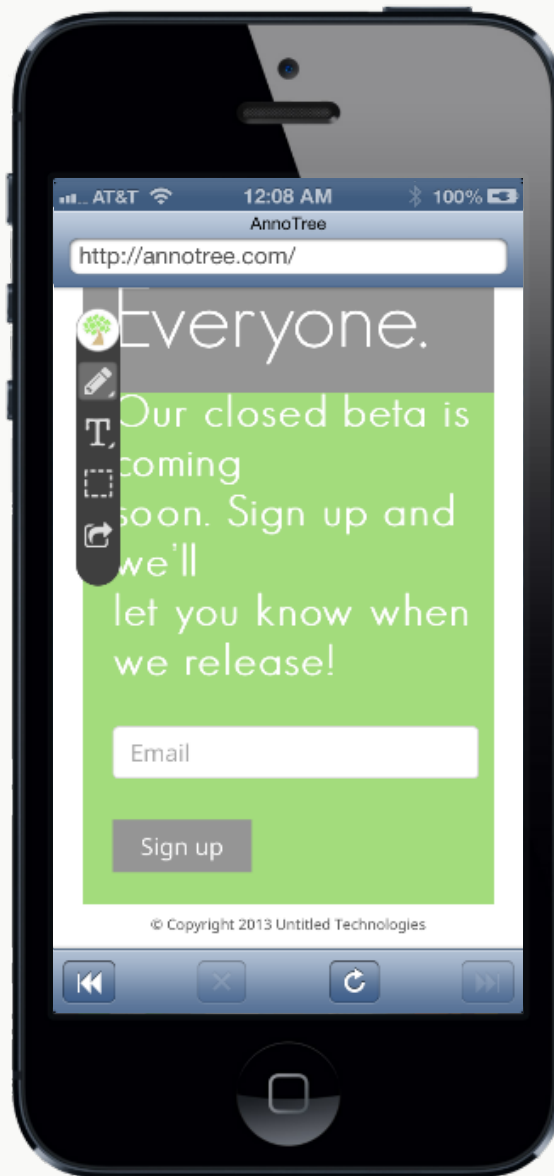 AT&T 12:08 AM 100%
AnnoTree
http://annotree.com/
Everyone.
T
Our closed beta is
coming
soon. Sign up and
we'll
let you know when
we release!
Email
Sign up
© Copyright 2013 Untitled Technologies